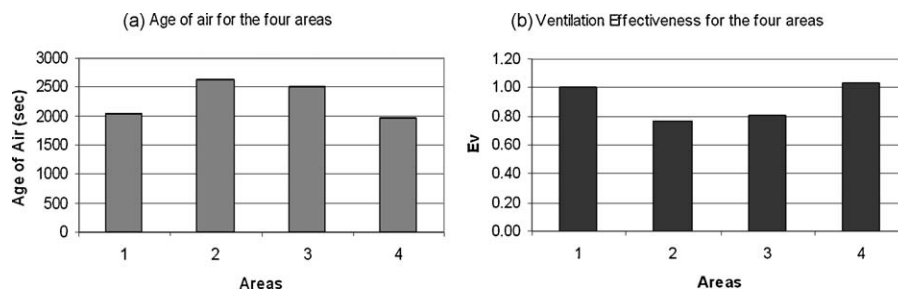 (a) Age of air for the four areas
3000
2500
2000
1500
1000
500
0
Age of Air (sec)
1 2 3 4
Areas
(b) Ventilation Effectiveness for the four areas
1.20
1.00
0.80
0.60
0.40
0.20
0.00
Ev
1 2 3 4
Areas